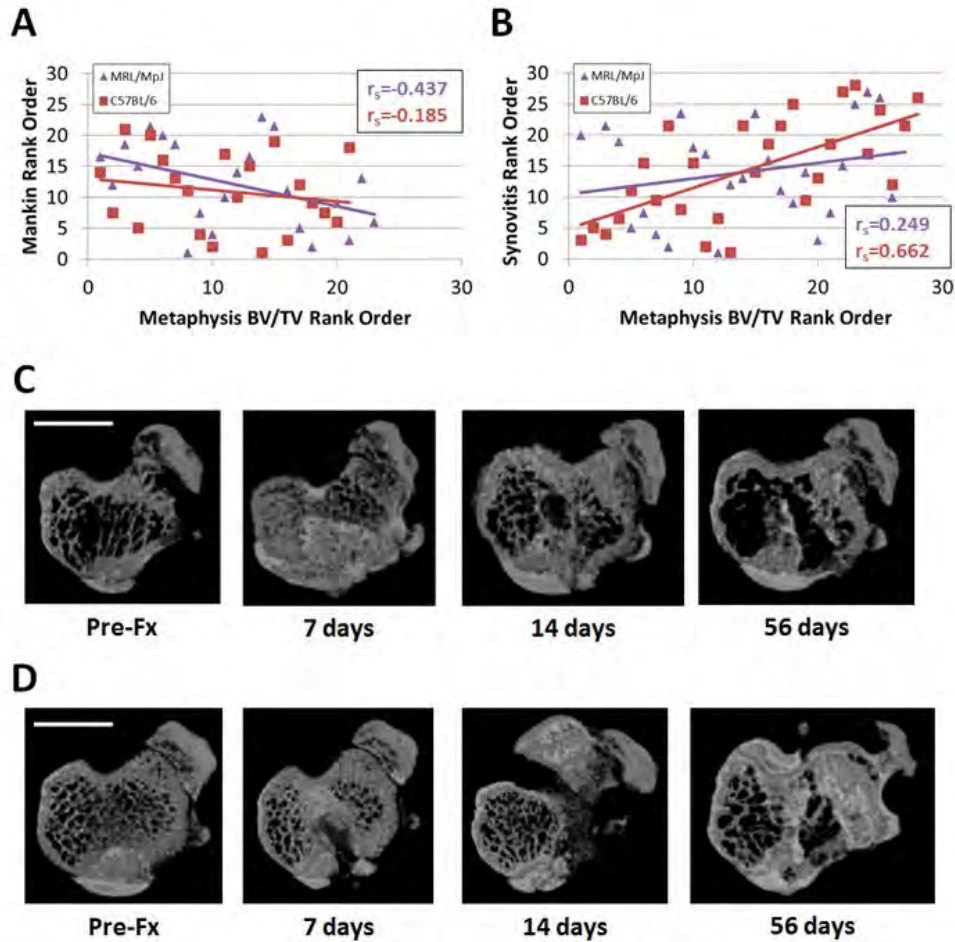 A
MRL/MpJ
C57BL/6
rs=-0.437
rs=-0.185
Mankin Rank Order
30
25
20
15
10
5
0
0 10 20 30
Metaphysis BV/TV Rank Order
B
MRL/MpJ
C57BL/6
rs=0.249
rs=0.662
Synovitis Rank Order
30
25
20
15
10
5
0
0 10 20 30
Metaphysis BV/TV Rank Order
C
Pre-Fx 7 days 14 days 56 days
D
Pre-Fx 7 days 14 days 56 days